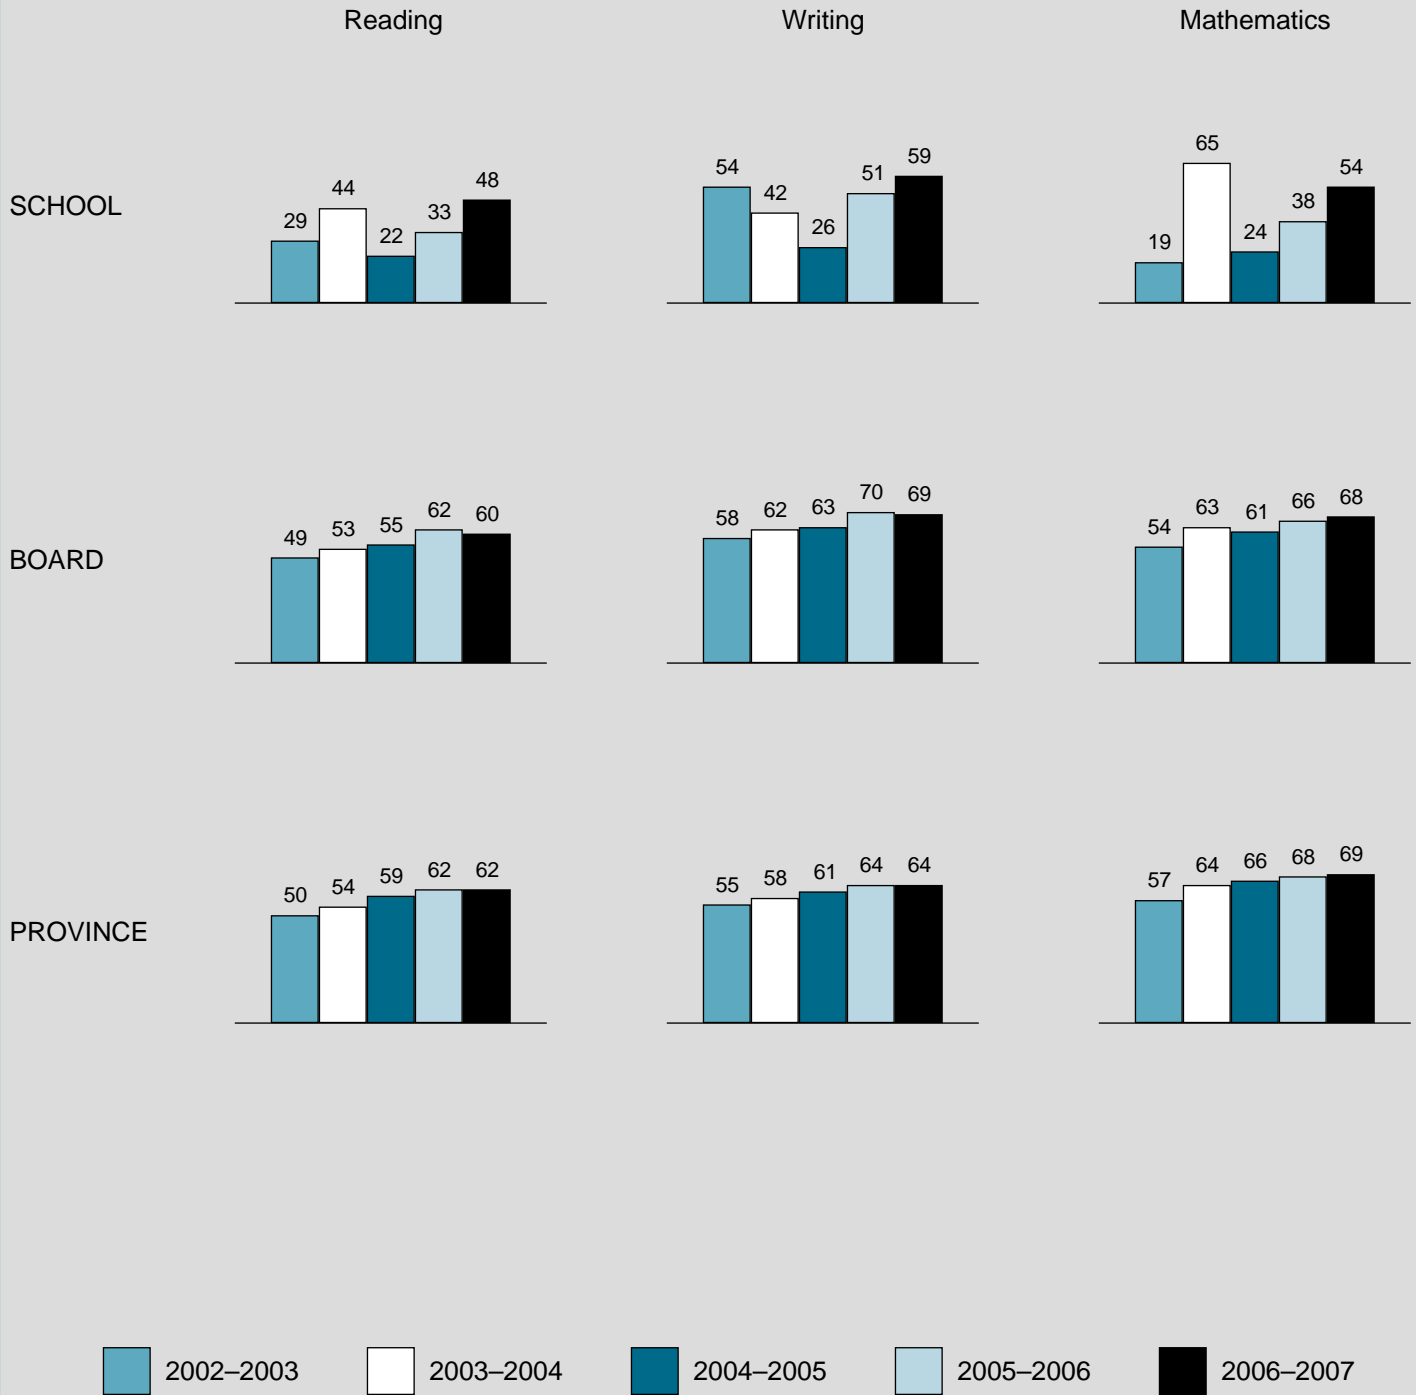 Reading Writing Mathematics
SCHOOL
29 44 22 33 48
54 42 26 51 59
19 65 24 38 54
BOARD
49 53 55 62 60
58 62 63 70 69
54 63 61 66 68
PROVINCE
50 54 59 62 62
55 58 61 64 64
57 64 66 68 69
2002–2003 2003–2004 2004–2005 2005–2006 2006–2007